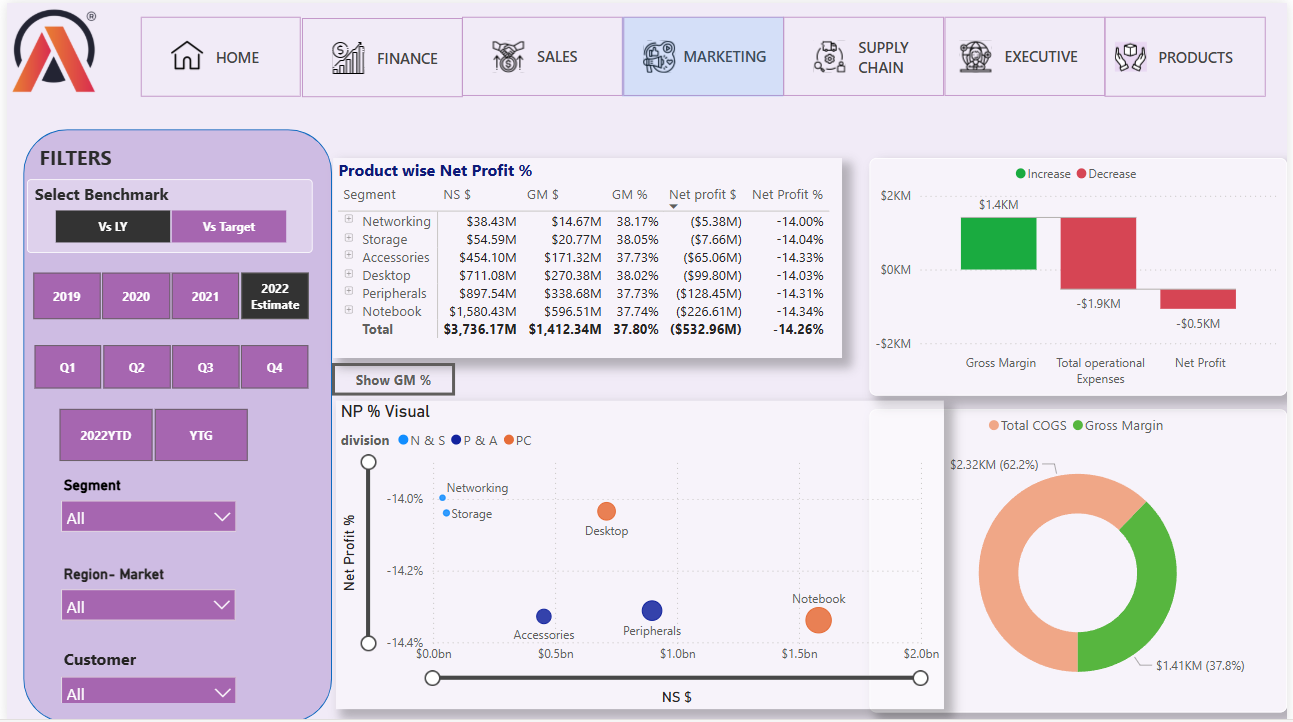 ®
HOME
FINANCE
SALES
MARKETING
SUPPLY
CHAIN
EXECUTIVE
PRODUCTS
FILTERS
Select Benchmark
Vs LY
Vs Target
2019
2020
2021
2022
Estimate
Q1
Q2
Q3
Q4
2022YTD
YTG
Segment
All
Region- Market
All
Customer
All
Product wise Net Profit %
Segment NS $ GM $ GM % Net profit $ Net Profit %
Networking $38.43M $14.67M 38.17% ($5.38M) -14.00%
Storage $54.59M $20.77M 38.05% ($7.66M) -14.04%
Accessories $454.10M $171.32M 37.73% ($65.06M) -14.33%
Desktop $711.08M $270.38M 38.02% ($99.80M) -14.03%
Peripherals $897.54M $338.68M 37.73% ($128.45M) -14.31%
Notebook $1,580.43M $596.51M 37.74% ($226.61M) -14.34%
Total $3,736.17M $1,412.34M 37.80% ($532.96M) -14.26%
Show GM %
NP % Visual
division N & S P & A PC
Net Profit %
-14.0%
-14.2%
-14.4%
Networking
Storage
Desktop
Accessories
Peripherals
Notebook
$0.0bn $0.5bn $1.0bn $1.5bn $2.0bn
NS $
Increase Decrease
$2KM
$0KM
-$2KM
$1.4KM
-$1.9KM
-$0.5KM
Gross Margin
Total operational
Expenses
Net Profit
Total COGS Gross Margin
$2.32KM (62.2%)
$1.41KM (37.8%)